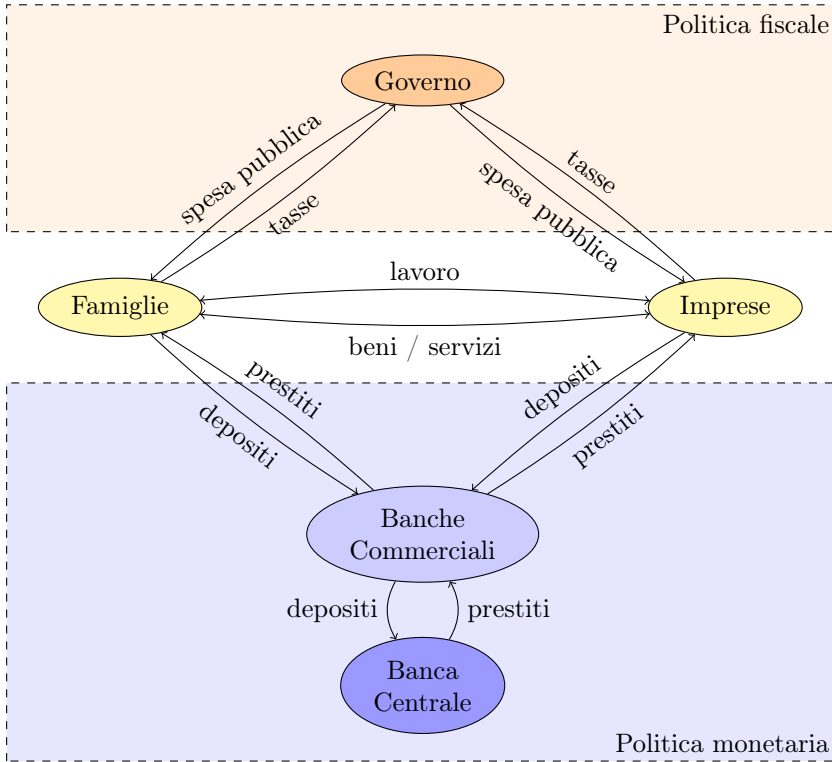 Politica fiscale
Governo
spesa pubblica
tasse
spesa pubblica
tasse
lavoro
Famiglie
Imprese
beni / servizi
prestiti
depositi
depositi
prestiti
Banche
Commerciali
depositi
prestiti
Banca
Centrale
Politica monetaria